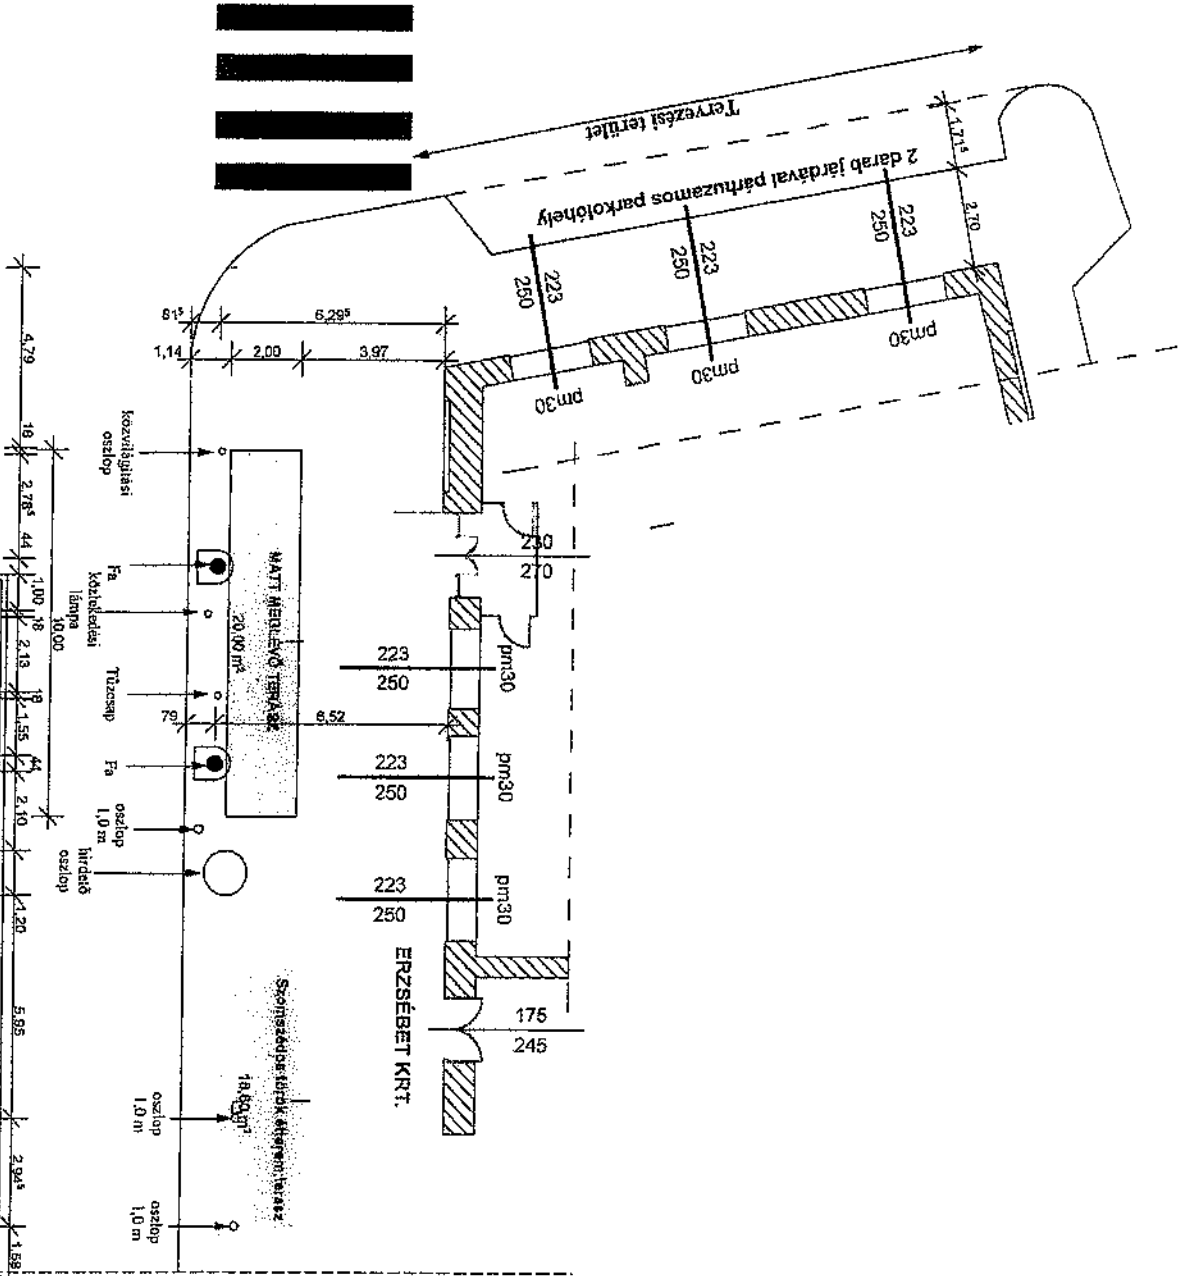 Tervezési terület
2 darab járdával párhuzamos parkolóhely
1,71⁵
2,70
223
250
pm30
223
250
pm30
223
250
pm30
81⁵
6,29⁵
1,14
2,00
3,97
közvilágítási
oszlop
Fa
közlekedési
lámpa
Tűzcsap
Fa
oszlop
1,0 m
hirdető
oszlop
oszlop
1,0 m
oszlop
1,0 m
MATT MEGLÉVŐ TERASZ
20,00 m²
230
270
223
250
pm30
223
250
pm30
223
250
pm30
79
6,52
ERZSÉBET KRT.
175
245
Szomszédos török étterem terasz
18,60 m²
4,79
18
2,78⁵
44
1,00
18
2,13
18
1,55
44
2,10
1,20
5,95
2,94⁵
1,58
10,00